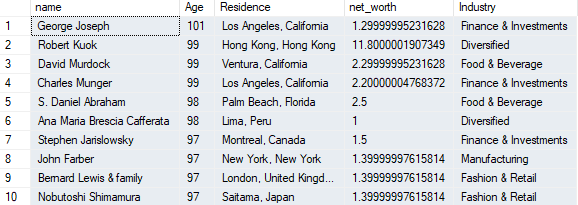 name Age Residence net_worth Industry
1 George Joseph 101 Los Angeles, California 1.29999995231628 Finance & Investments
2 Robert Kuok 99 Hong Kong, Hong Kong 11.8000001907349 Diversified
3 David Murdock 99 Ventura, California 2.29999995231628 Food & Beverage
4 Charles Munger 99 Los Angeles, California 2.20000004768372 Finance & Investments
5 S. Daniel Abraham 98 Palm Beach, Florida 2.5 Food & Beverage
6 Ana Maria Brescia Cafferata 98 Lima, Peru 1 Diversified
7 Stephen Jarislowsky 97 Montreal, Canada 1.5 Finance & Investments
8 John Farber 97 New York, New York 1.39999997615814 Manufacturing
9 Bernard Lewis & family 97 London, United Kingd... 1.39999997615814 Fashion & Retail
10 Nobutoshi Shimamura 97 Saitama, Japan 1.39999997615814 Fashion & Retail